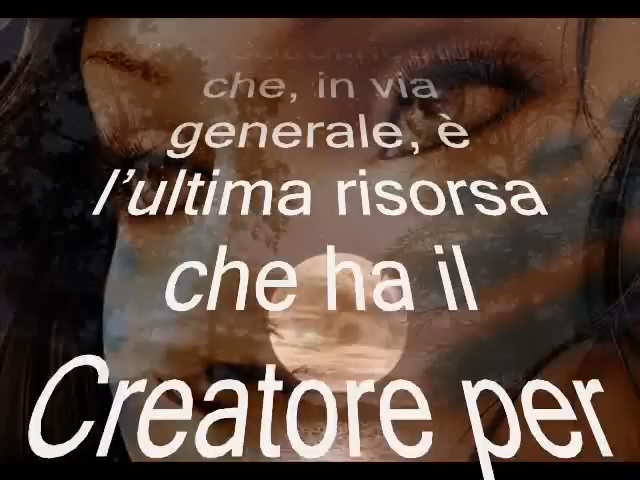 che, in via
generale, è
l'ultima risorsa
che ha il
Creatore per